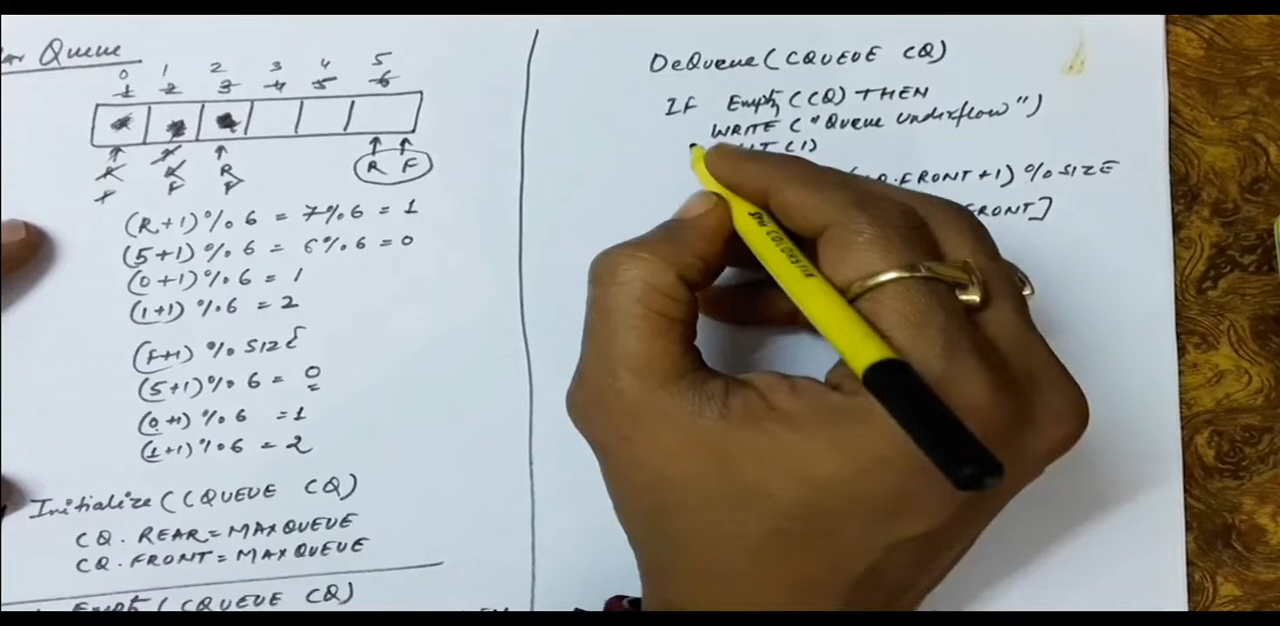 Queue
0 1 2 3 4 5
1 2 3 4 5 6
R R R R F
F F F
(R+1)%6 = 7%6 = 1
(5+1)%6 = 6%6 = 0
(0+1)%6 = 1
(1+1)%6 = 2
(F+1)%SIZE
(5+1)%6 = 0
(0+1)%6 =1
(1+1)%6 = 2
Initialize(CQUEUE CQ)
CQ. REAR=MAXQUEUE
CQ. FRONT=MAXQUEUE
Empty(CQUEUE CQ)
DeQueue(CQUEUE CQ)
IF Empty(CQ) THEN
WRITE("Queue Underflow")
(1)
.FRONT+1)%SIZE
FRONT]